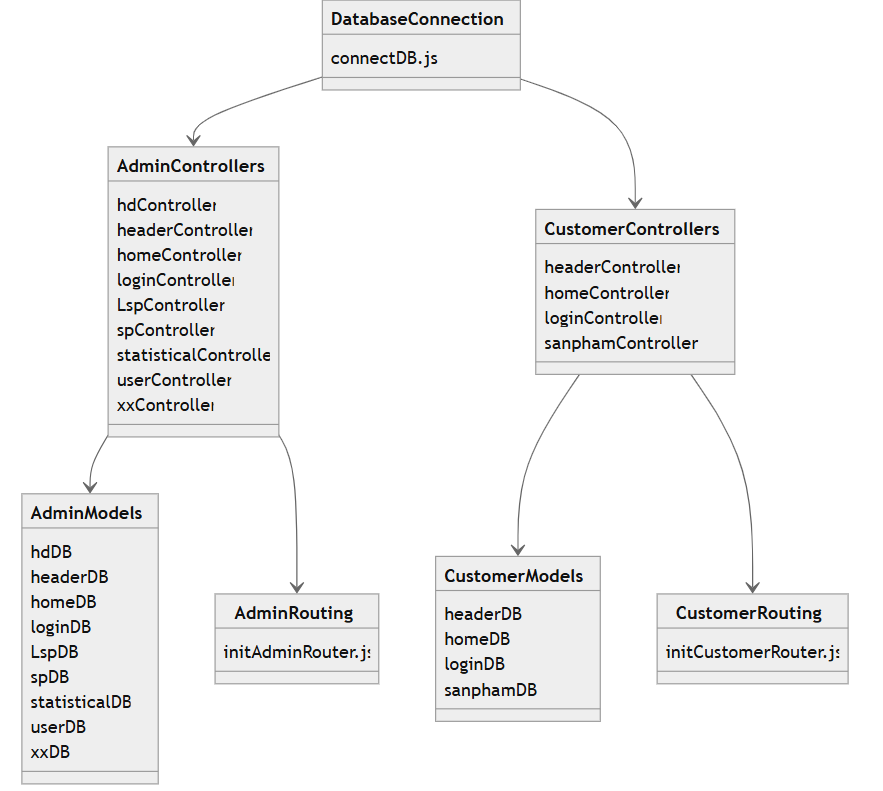 DatabaseConnection
connectDB.js
AdminControllers
hdController
headerController
homeController
loginController
LspController
spController
statisticalControlle
userController
xxController
CustomerControllers
headerController
homeController
loginController
sanphamController
AdminModels
hdDB
headerDB
homeDB
loginDB
LspDB
spDB
statisticalDB
userDB
xxDB
AdminRouting
initAdminRouter.js
CustomerModels
headerDB
homeDB
loginDB
sanphamDB
CustomerRouting
initCustomerRouter.js